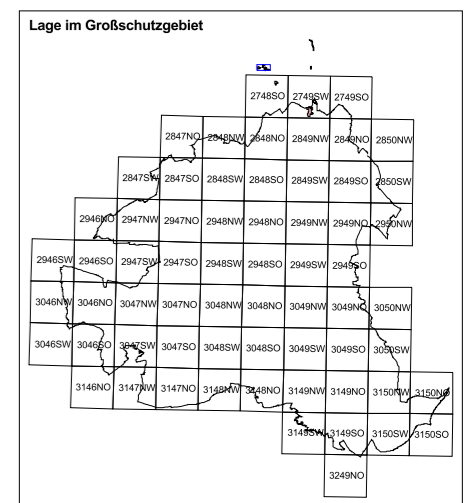 Lage im Großschutzgebiet
2748SO 2749SW 2749SO
2847NO 2848NW 2848NO 2849NW 2849NO 2850NW
2847SW 2847SO 2848SW 2848SO 2849SW 2849SO 2850SW
2946NO 2947NW 2947NO 2948NW 2948NO 2949NW 2949NO 2950NW
2946SW 2946SO 2947SW 2947SO 2948SW 2948SO 2949SW 2949SO
3046NW 3046NO 3047NW 3047NO 3048NW 3048NO 3049NW 3049NO 3050NW
3046SW 3046SO 3047SW 3047SO 3048SW 3048SO 3049SW 3049SO 3050SW
3146NO 3147NW 3147NO 3148NW 3148NO 3149NW 3149NO 3150NW 3150NO
3149SW 3149SO 3150SW 3150SO
3249NO